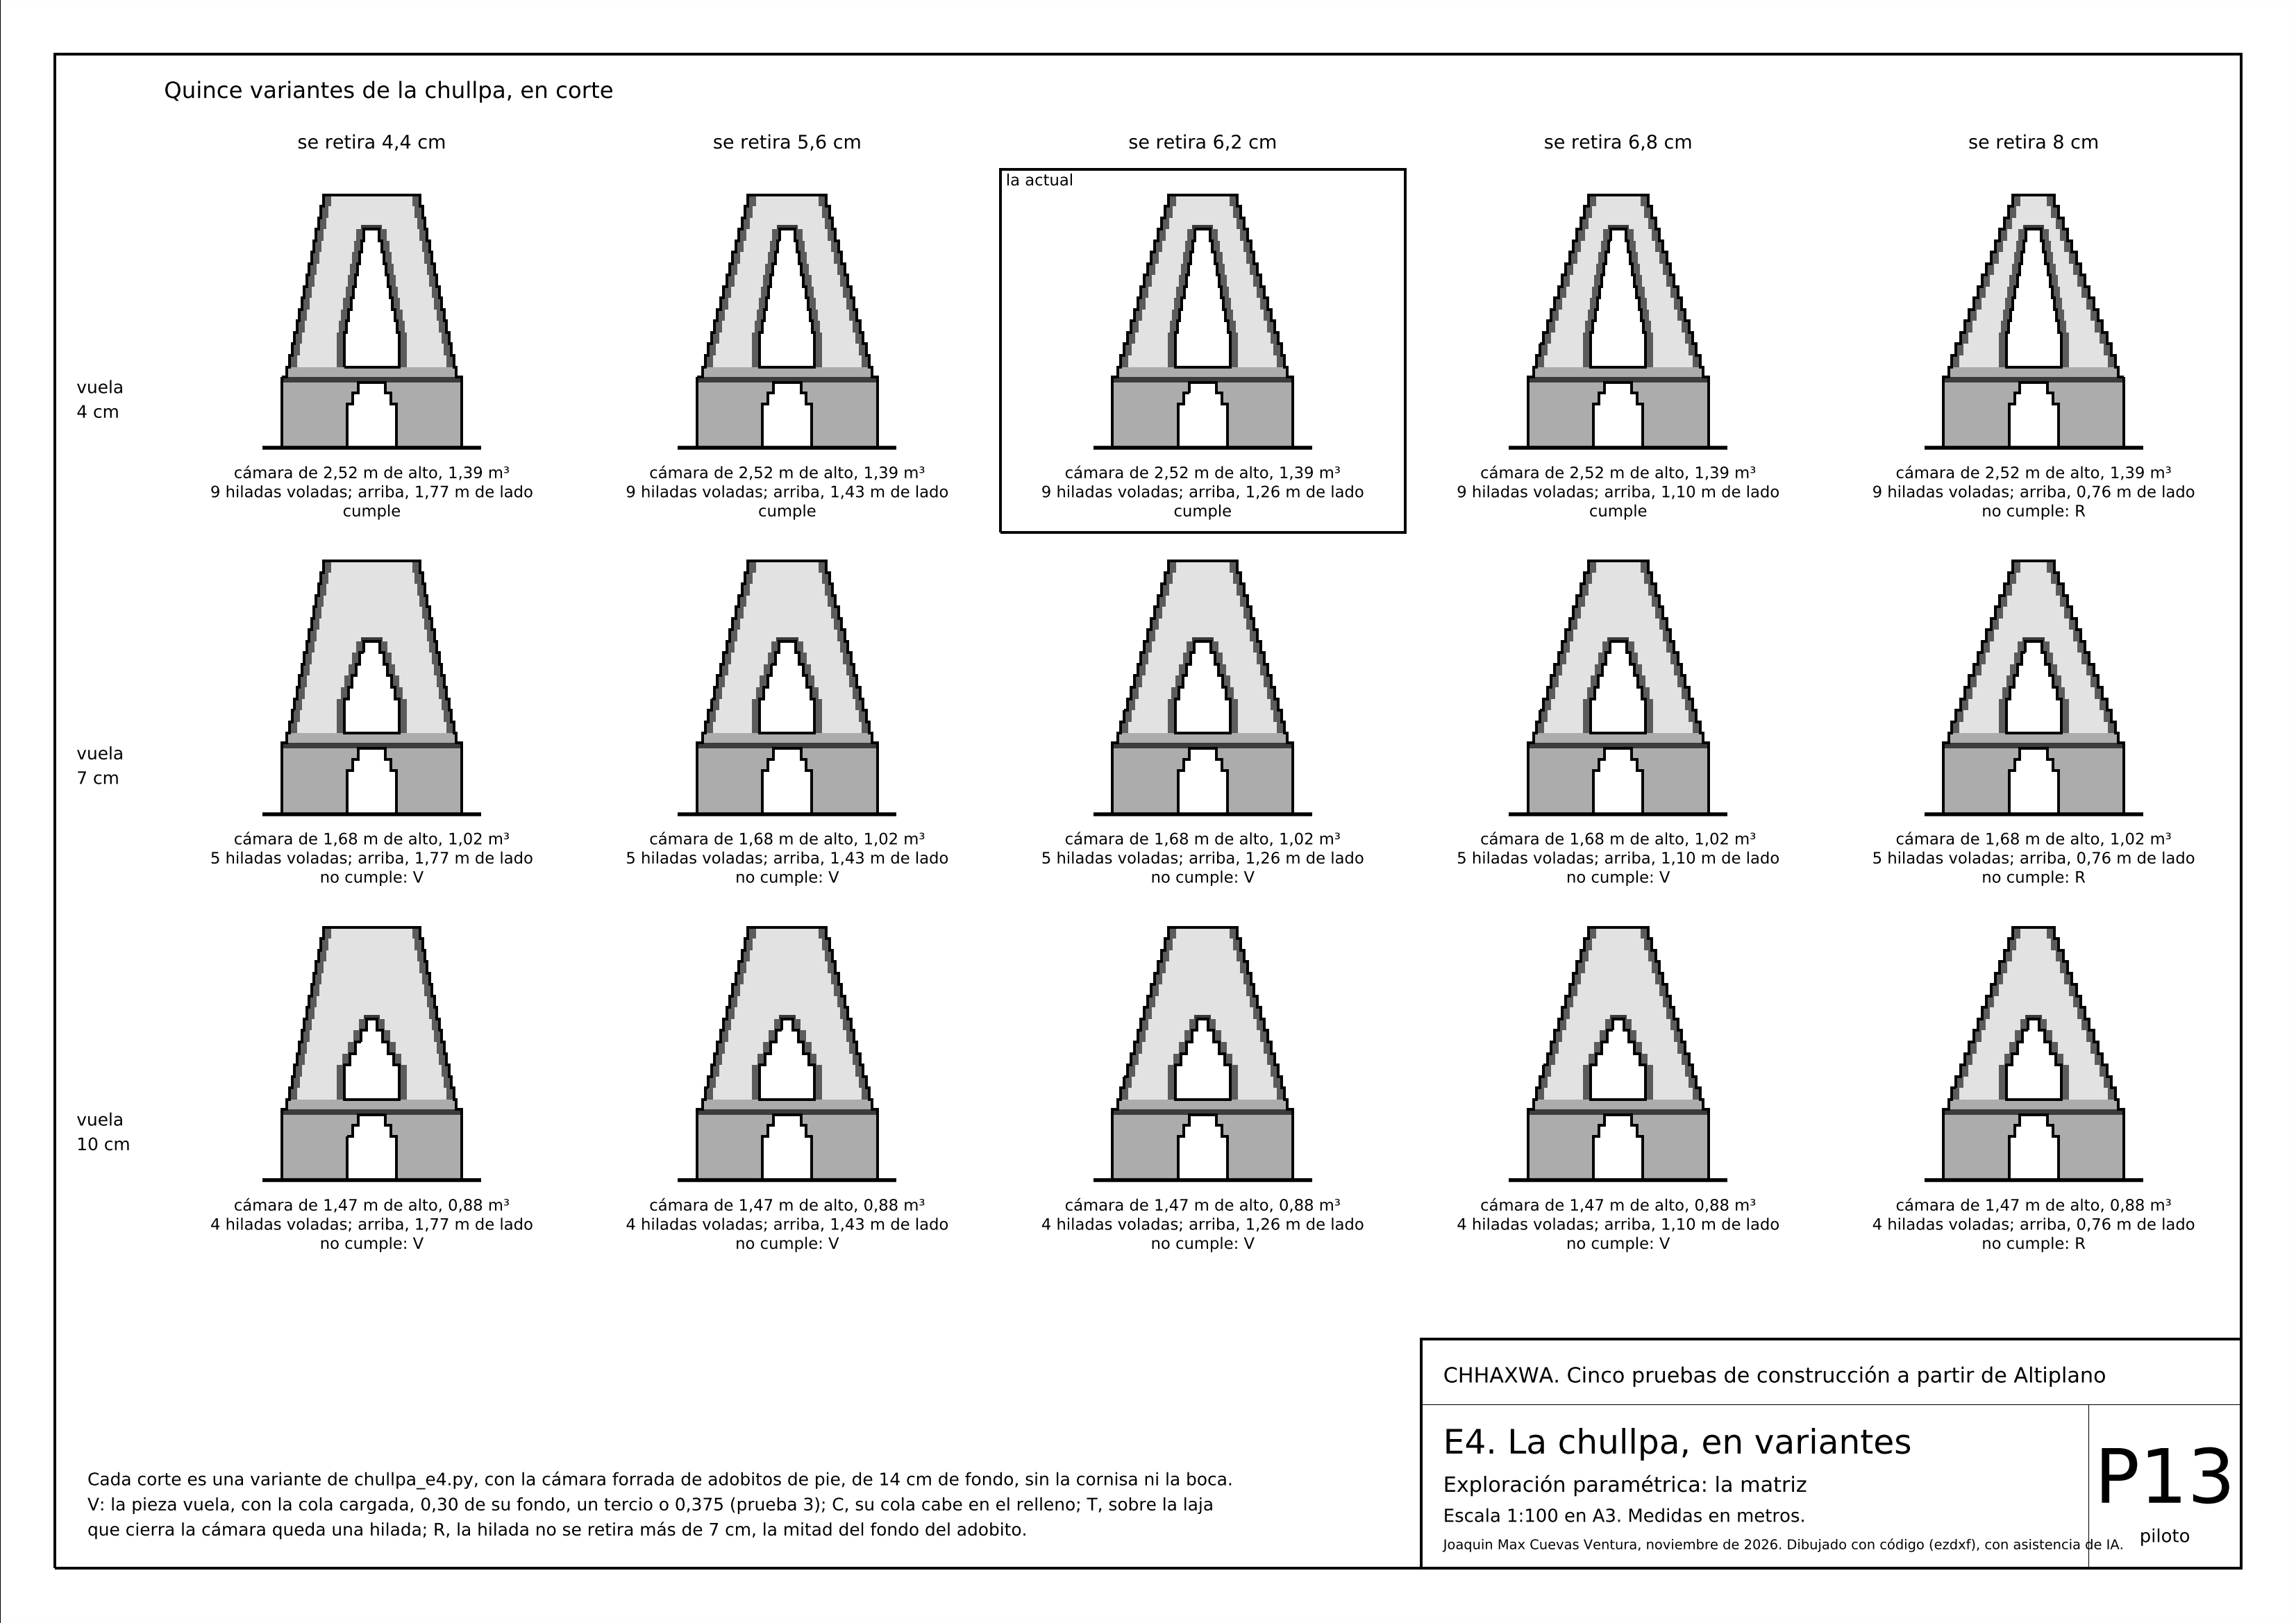 Quince variantes de la chullpa, en corte
se retira 4,4 cm
se retira 5,6 cm
se retira 6,2 cm
se retira 6,8 cm
se retira 8 cm
la actual
vuela
4 cm
cámara de 2,52 m de alto, 1,39 m³
9 hiladas voladas; arriba, 1,77 m de lado
cumple
cámara de 2,52 m de alto, 1,39 m³
9 hiladas voladas; arriba, 1,43 m de lado
cumple
cámara de 2,52 m de alto, 1,39 m³
9 hiladas voladas; arriba, 1,26 m de lado
cumple
cámara de 2,52 m de alto, 1,39 m³
9 hiladas voladas; arriba, 1,10 m de lado
cumple
cámara de 2,52 m de alto, 1,39 m³
9 hiladas voladas; arriba, 0,76 m de lado
no cumple: R
vuela
7 cm
cámara de 1,68 m de alto, 1,02 m³
5 hiladas voladas; arriba, 1,77 m de lado
no cumple: V
cámara de 1,68 m de alto, 1,02 m³
5 hiladas voladas; arriba, 1,43 m de lado
no cumple: V
cámara de 1,68 m de alto, 1,02 m³
5 hiladas voladas; arriba, 1,26 m de lado
no cumple: V
cámara de 1,68 m de alto, 1,02 m³
5 hiladas voladas; arriba, 1,10 m de lado
no cumple: V
cámara de 1,68 m de alto, 1,02 m³
5 hiladas voladas; arriba, 0,76 m de lado
no cumple: R
vuela
10 cm
cámara de 1,47 m de alto, 0,88 m³
4 hiladas voladas; arriba, 1,77 m de lado
no cumple: V
cámara de 1,47 m de alto, 0,88 m³
4 hiladas voladas; arriba, 1,43 m de lado
no cumple: V
cámara de 1,47 m de alto, 0,88 m³
4 hiladas voladas; arriba, 1,26 m de lado
no cumple: V
cámara de 1,47 m de alto, 0,88 m³
4 hiladas voladas; arriba, 1,10 m de lado
no cumple: V
cámara de 1,47 m de alto, 0,88 m³
4 hiladas voladas; arriba, 0,76 m de lado
no cumple: R
Cada corte es una variante de chullpa_e4.py, con la cámara forrada de adobitos de pie, de 14 cm de fondo, sin la cornisa ni la boca.
V: la pieza vuela, con la cola cargada, 0,30 de su fondo, un tercio o 0,375 (prueba 3); C, su cola cabe en el relleno; T, sobre la laja
que cierra la cámara queda una hilada; R, la hilada no se retira más de 7 cm, la mitad del fondo del adobito.
CHHAXWA. Cinco pruebas de construcción a partir de Altiplano
E4. La chullpa, en variantes
Exploración paramétrica: la matriz
Escala 1:100 en A3. Medidas en metros.
Joaquin Max Cuevas Ventura, noviembre de 2026. Dibujado con código (ezdxf), con asistencia de IA.
P13
piloto